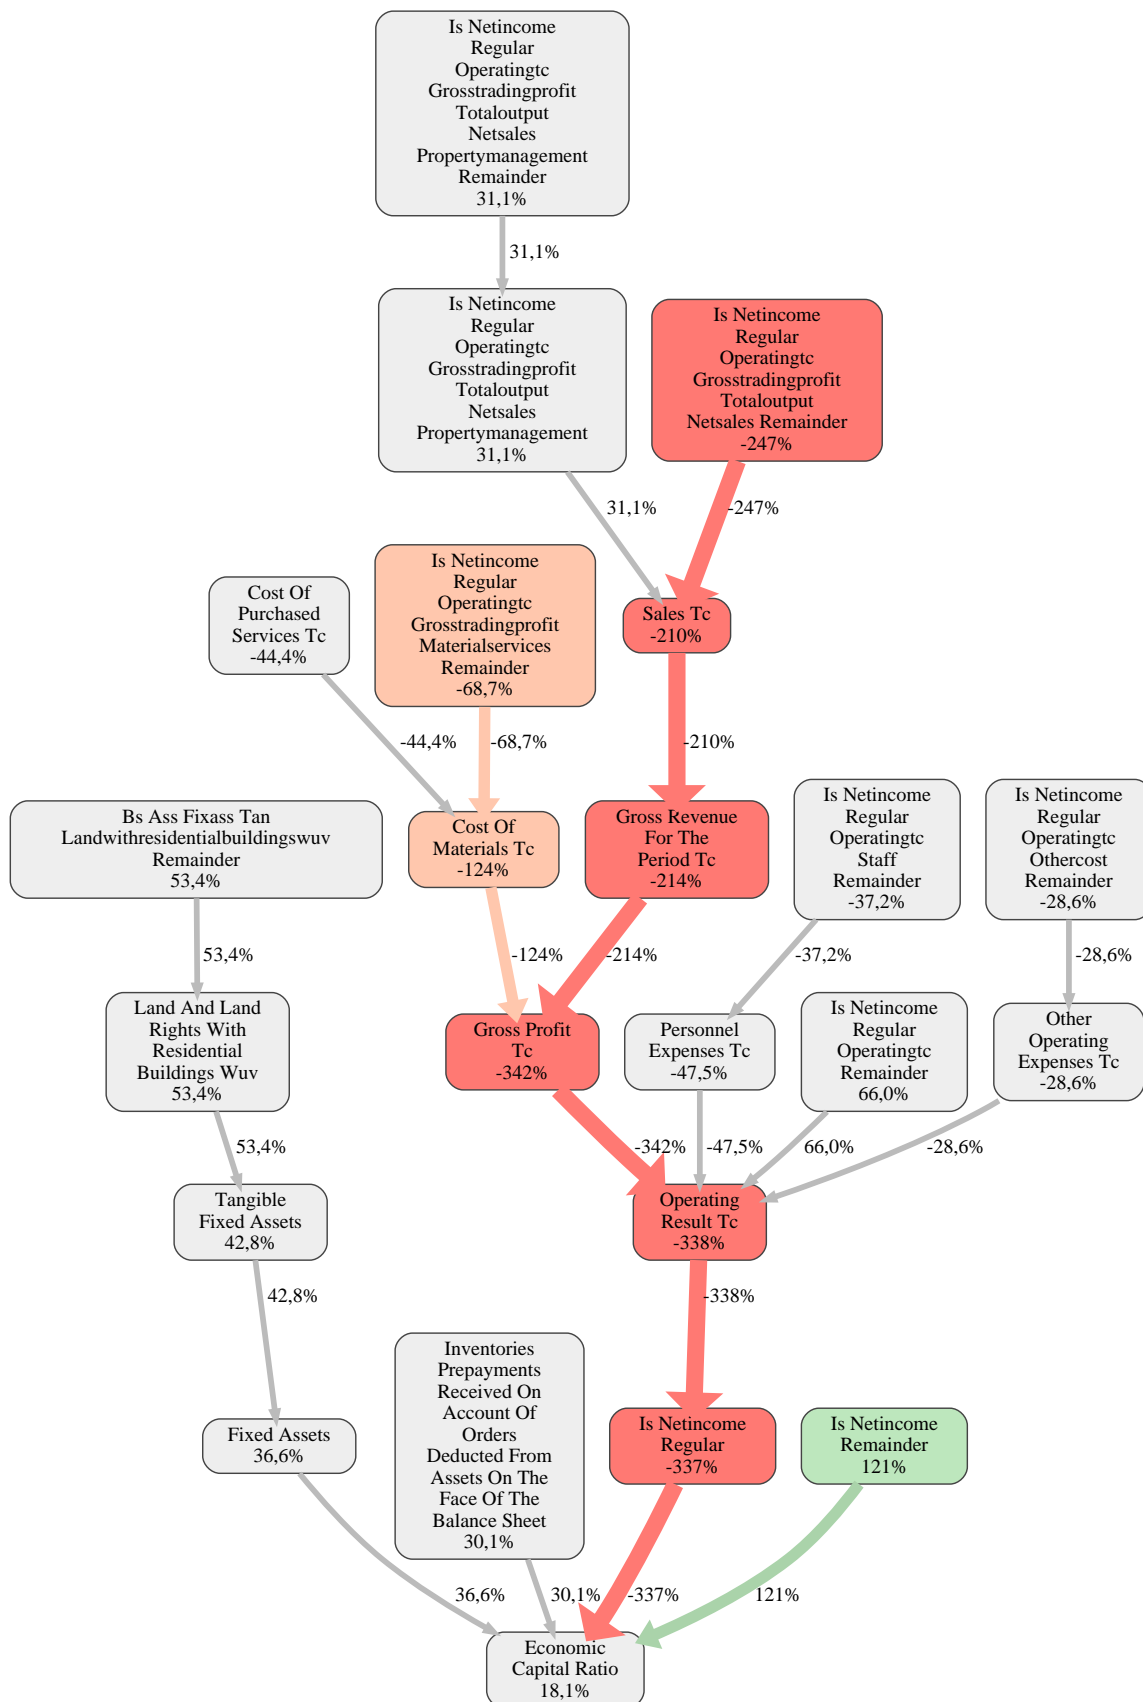 Is Netincome
Regular
Operatingtc
Grosstradingprofit
Totaloutput
Netsales
Propertymanagement
Remainder
31,1%
31,1%
Is Netincome
Regular
Operatingtc
Grosstradingprofit
Totaloutput
Netsales
Propertymanagement
31,1%
Is Netincome
Regular
Operatingtc
Grosstradingprofit
Totaloutput
Netsales Remainder
-247%
31,1%
-247%
Cost Of
Purchased
Services Tc
-44,4%
Is Netincome
Regular
Operatingtc
Grosstradingprofit
Materialservices
Remainder
-68,7%
Sales Tc
-210%
-44,4%
-68,7%
-210%
Bs Ass Fixass Tan
Landwithresidentialbuildingswuv
Remainder
53,4%
Cost Of
Materials Tc
-124%
Gross Revenue
For The
Period Tc
-214%
Is Netincome
Regular
Operatingtc
Staff
Remainder
-37,2%
Is Netincome
Regular
Operatingtc
Othercost
Remainder
-28,6%
53,4%
-124%
-214%
-37,2%
-28,6%
Land And Land
Rights With
Residential
Buildings Wuv
53,4%
Gross Profit
Tc
-342%
Personnel
Expenses Tc
-47,5%
Is Netincome
Regular
Operatingtc
Remainder
66,0%
Other
Operating
Expenses Tc
-28,6%
53,4%
-342%
-47,5%
66,0%
-28,6%
Tangible
Fixed Assets
42,8%
Operating
Result Tc
-338%
42,8%
-338%
Fixed Assets
36,6%
Inventories
Prepayments
Received On
Account Of
Orders
Deducted From
Assets On The
Face Of The
Balance Sheet
30,1%
Is Netincome
Regular
-337%
Is Netincome
Remainder
121%
36,6%
30,1%
-337%
121%
Economic
Capital Ratio
18,1%